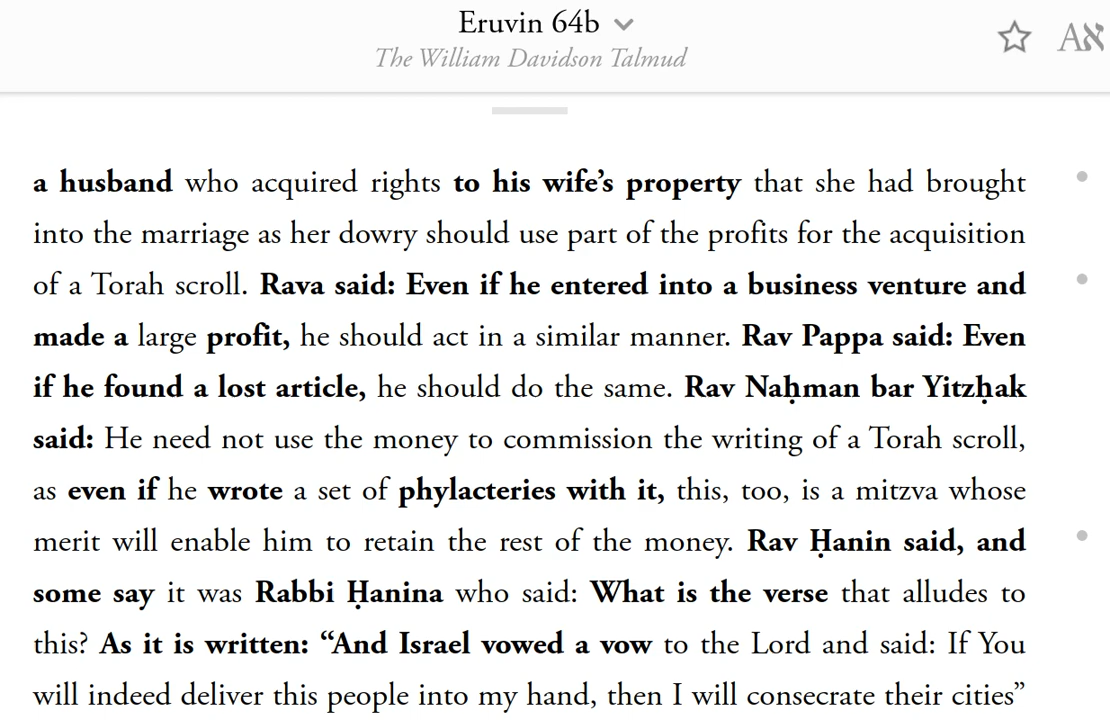 Eruvin 64b
The William Davidson Talmud
Aא
a husband who acquired rights to his wife’s property that she had brought
into the marriage as her dowry should use part of the profits for the acquisition
of a Torah scroll. Rava said: Even if he entered into a business venture and
made a large profit, he should act in a similar manner. Rav Pappa said: Even
if he found a lost article, he should do the same. Rav Naḥman bar Yitzḥak
said: He need not use the money to commission the writing of a Torah scroll,
as even if he wrote a set of phylacteries with it, this, too, is a mitzva whose
merit will enable him to retain the rest of the money. Rav Ḥanin said, and
some say it was Rabbi Ḥanina who said: What is the verse that alludes to
this? As it is written: “And Israel vowed a vow to the Lord and said: If You
will indeed deliver this people into my hand, then I will consecrate their cities”